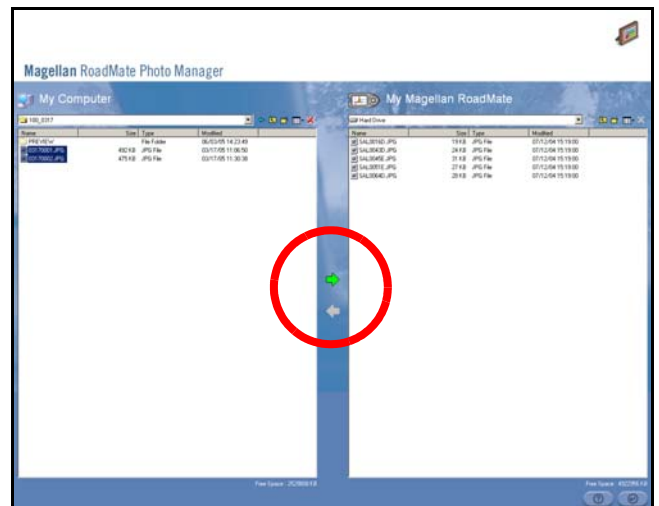 Magellan RoadMate Photo Manager
My Computer
My Magellan RoadMate
100_0317
Hard Drive
Name Size Type Modified
Name Size Type Modified
PREVIEW File Folder 06/03/05 14:23:49
03170001.JPG 492 KB JPG File 03/17/05 11:06:50
03170002.JPG 475 KB JPG File 03/17/05 11:30:38
SAL0016D.JPG 19 KB JPG File 07/12/04 15:19:00
SAL0043D.JPG 24 KB JPG File 07/12/04 15:19:00
SAL0045E.JPG 31 KB JPG File 07/12/04 15:19:00
SAL0051E.JPG 27 KB JPG File 07/12/04 15:19:00
SAL0064D.JPG 28 KB JPG File 07/12/04 15:19:00
Free Space :
Free Space :